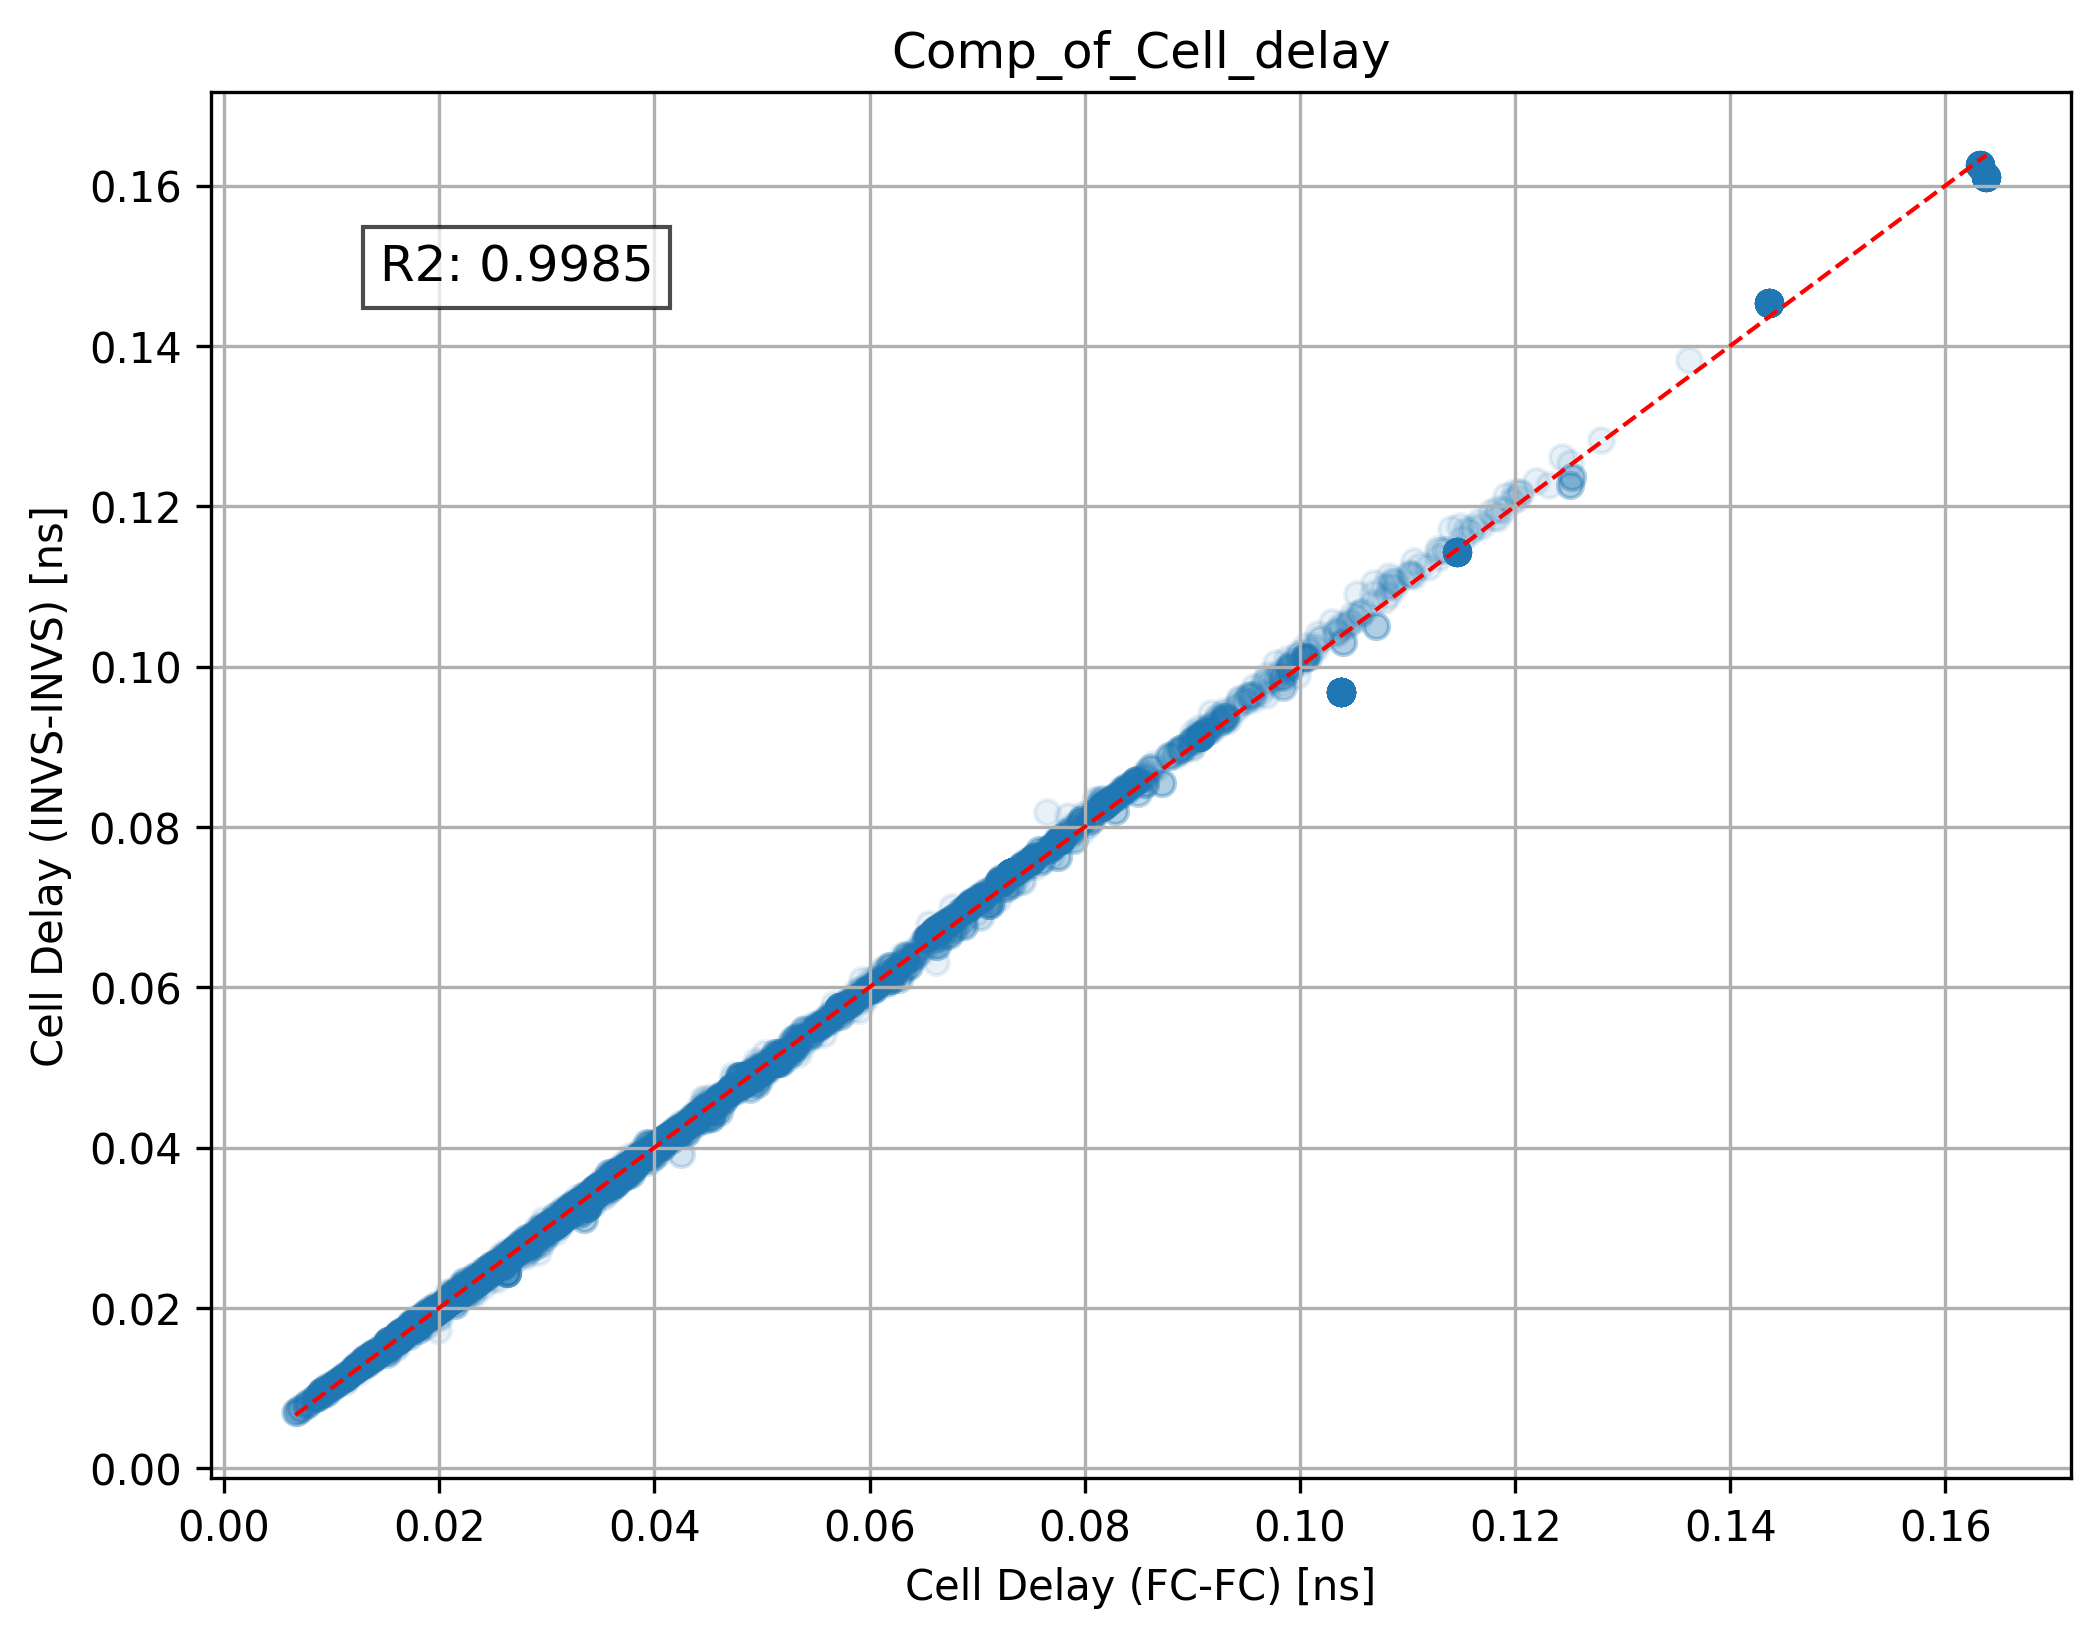 Comp_of_Cell_delay
R2: 0.9985
Cell Delay (INVS-INVS) [ns]
0.16
0.14
0.12
0.10
0.08
0.06
0.04
0.02
0.00
0.00 0.02 0.04 0.06 0.08 0.10 0.12 0.14 0.16
Cell Delay (FC-FC) [ns]